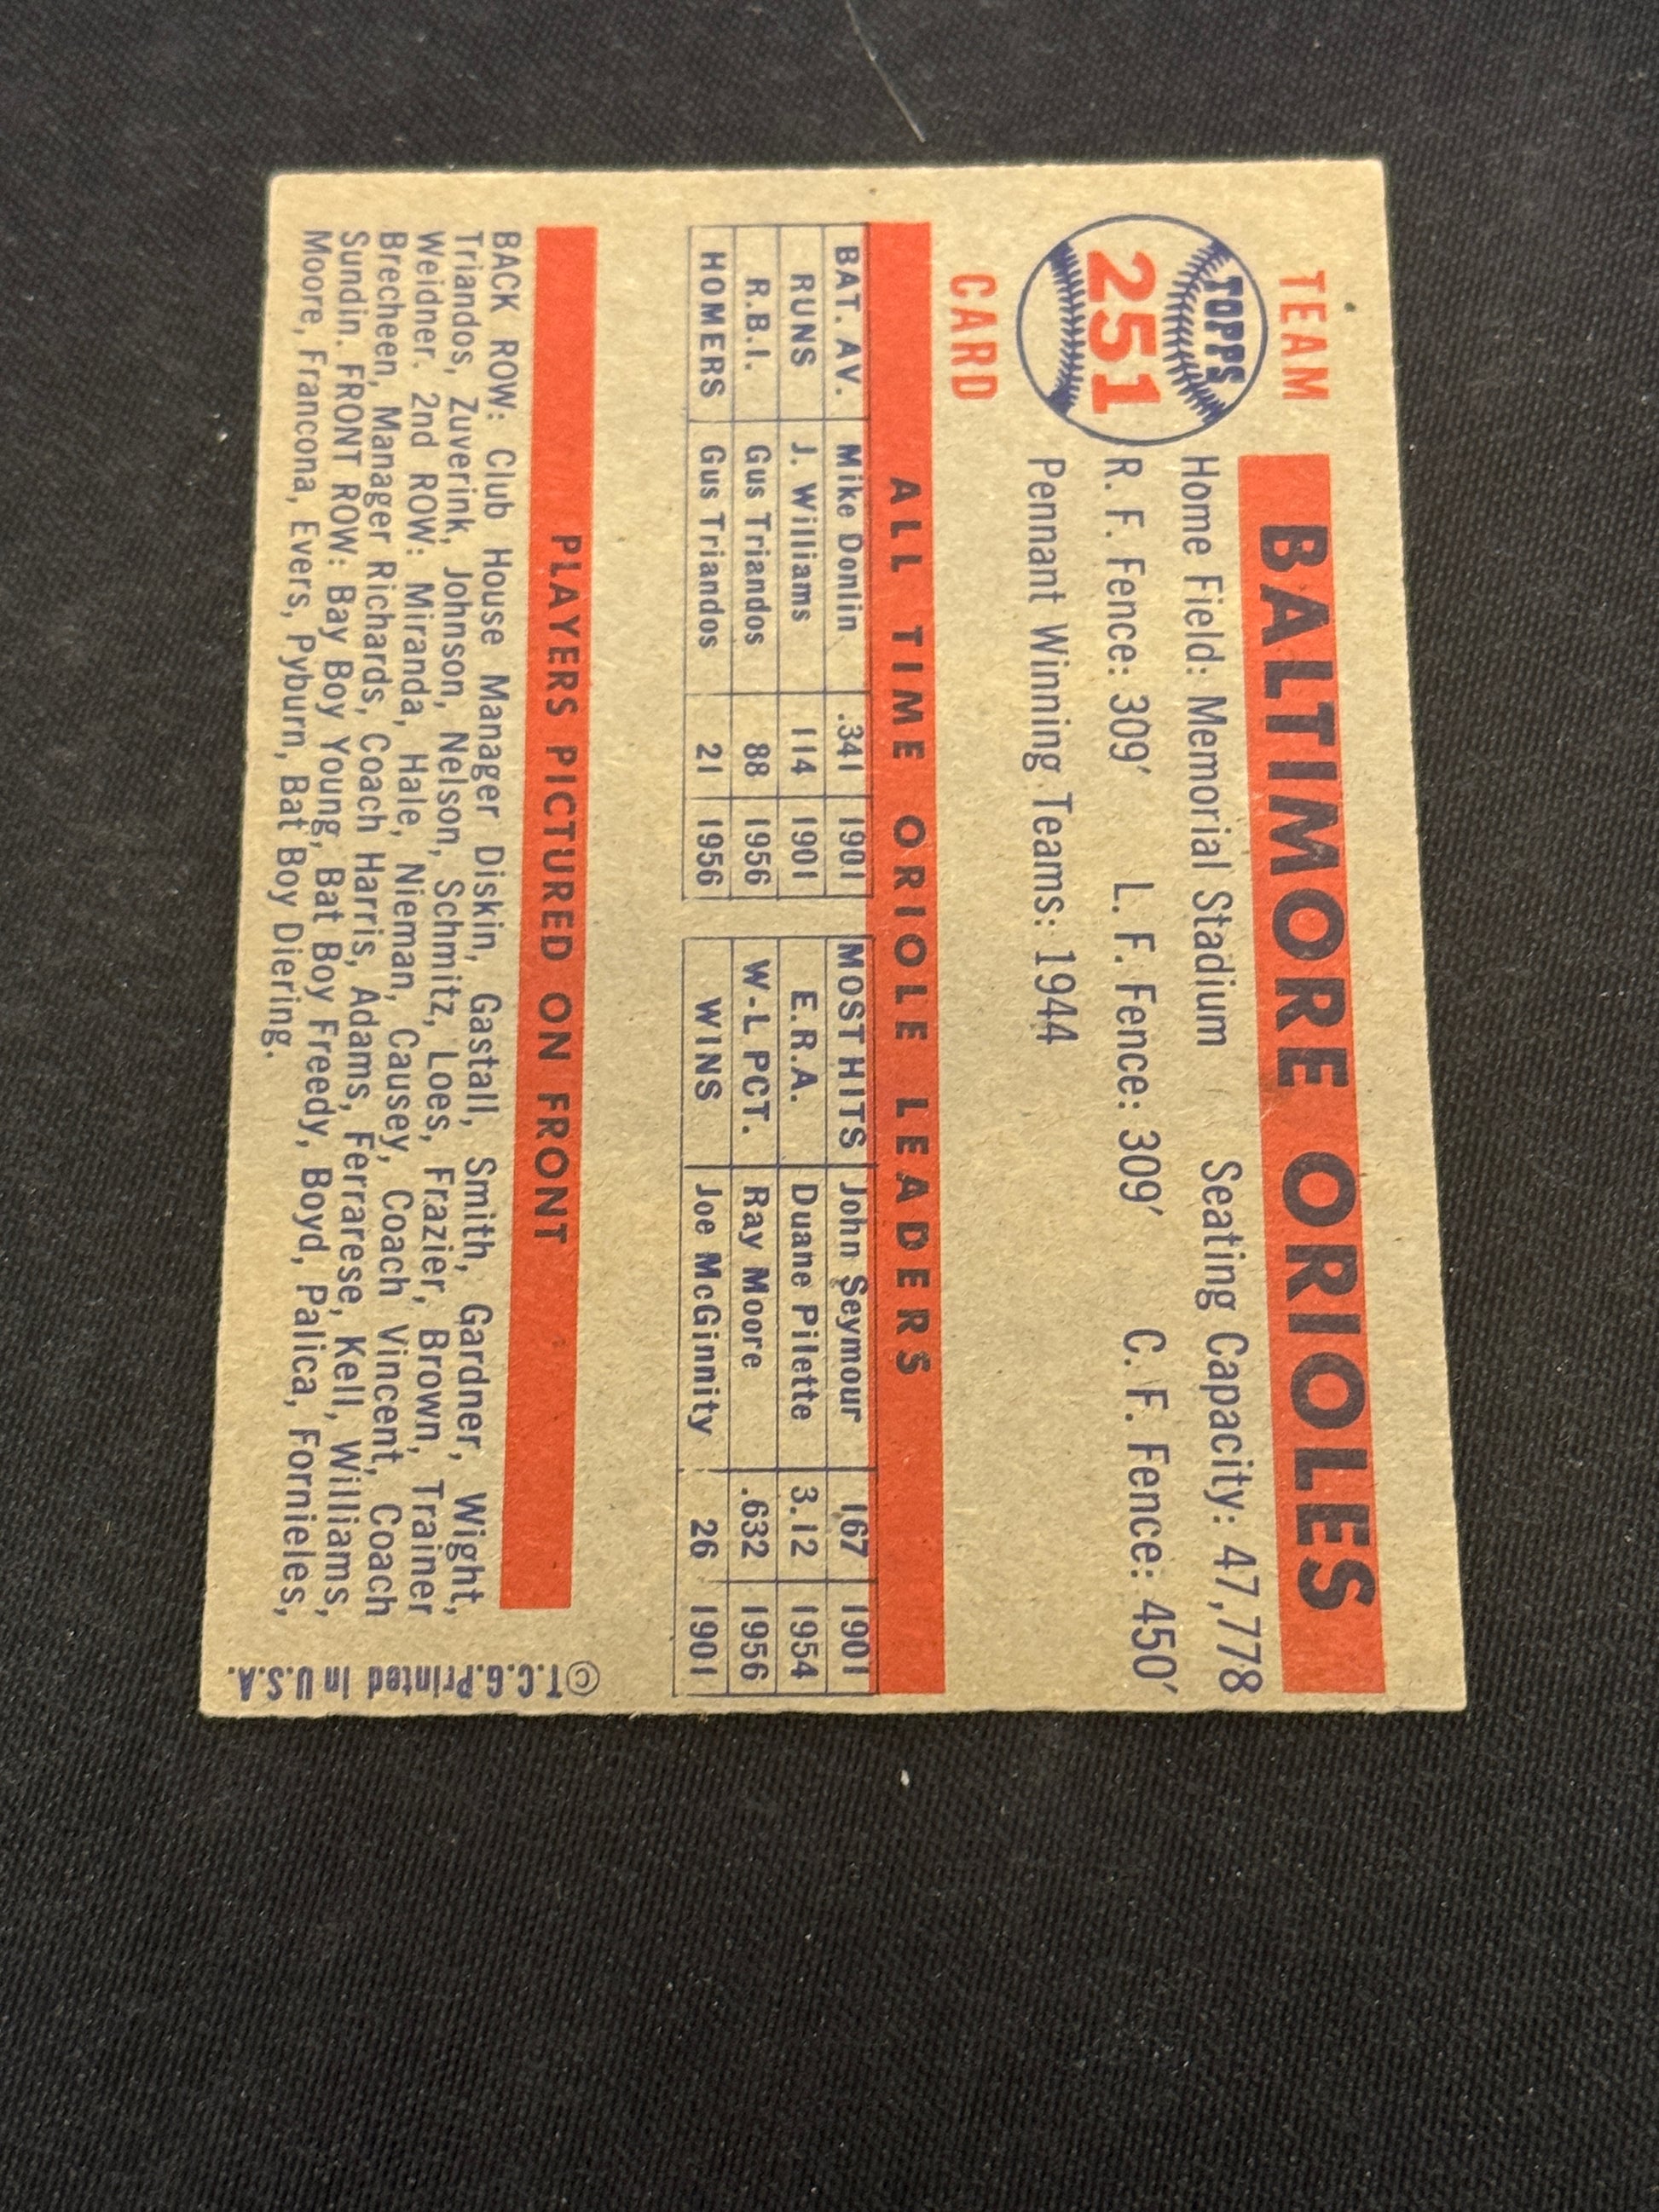 TEAM
TOPPS
251
CARD
BALTIMORE ORIOLES
Home Field: Memorial Stadium Seating Capacity: 47,778
R. F. Fence: 309′ L. F. Fence: 309′ C. F. Fence: 450′
Pennant Winning Teams: 1944
ALL TIME ORIOLE LEADERS
BAT. AV. Mike Donlin .341 1901 MOST HITS John Seymour 167 1901
RUNS J. Williams 114 1901 E.R.A. Duane Pilette 3.12 1954
R.B.I. Gus Triandos 88 1956 W-L PCT. Ray Moore .632 1956
HOMERS Gus Triandos 21 1956 WINS Joe McGinnity 26 1901
PLAYERS PICTURED ON FRONT
BACK ROW: Club House Manager Diskin, Gastall, Smith, Gardner, Wight,
Triandos, Zuverink, Johnson, Nelson, Schmitz, Loes, Frazier, Brown, Trainer
Weidner. 2nd ROW: Miranda, Hale, Nieman, Causey, Coach Vincent, Coach
Brecheen, Manager Richards, Coach Harris, Adams, Ferrarese, Kell, Williams,
Sundin. FRONT ROW: Bay Boy Young, Bat Boy Freedy, Boyd, Palica, Fornieles,
Moore, Francona, Evers, Pyburn, Bat Boy Diering.
© T.C.G. Printed in U.S.A.